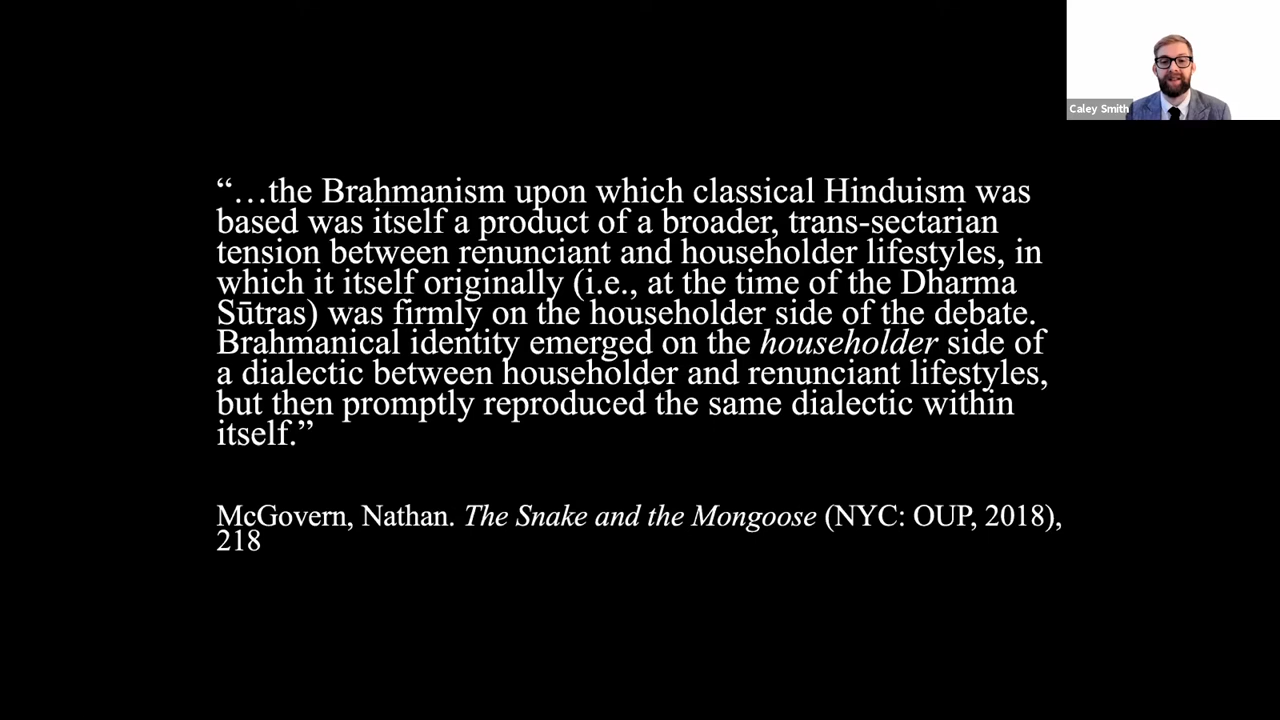 Caley Smith
“…the Brahmanism upon which classical Hinduism was
based was itself a product of a broader, trans-sectarian
tension between renunciant and householder lifestyles, in
which it itself originally (i.e., at the time of the Dharma
Sūtras) was firmly on the householder side of the debate.
Brahmanical identity emerged on the householder side of
a dialectic between householder and renunciant lifestyles,
but then promptly reproduced the same dialectic within
itself.”
McGovern, Nathan. The Snake and the Mongoose (NYC: OUP, 2018),
218